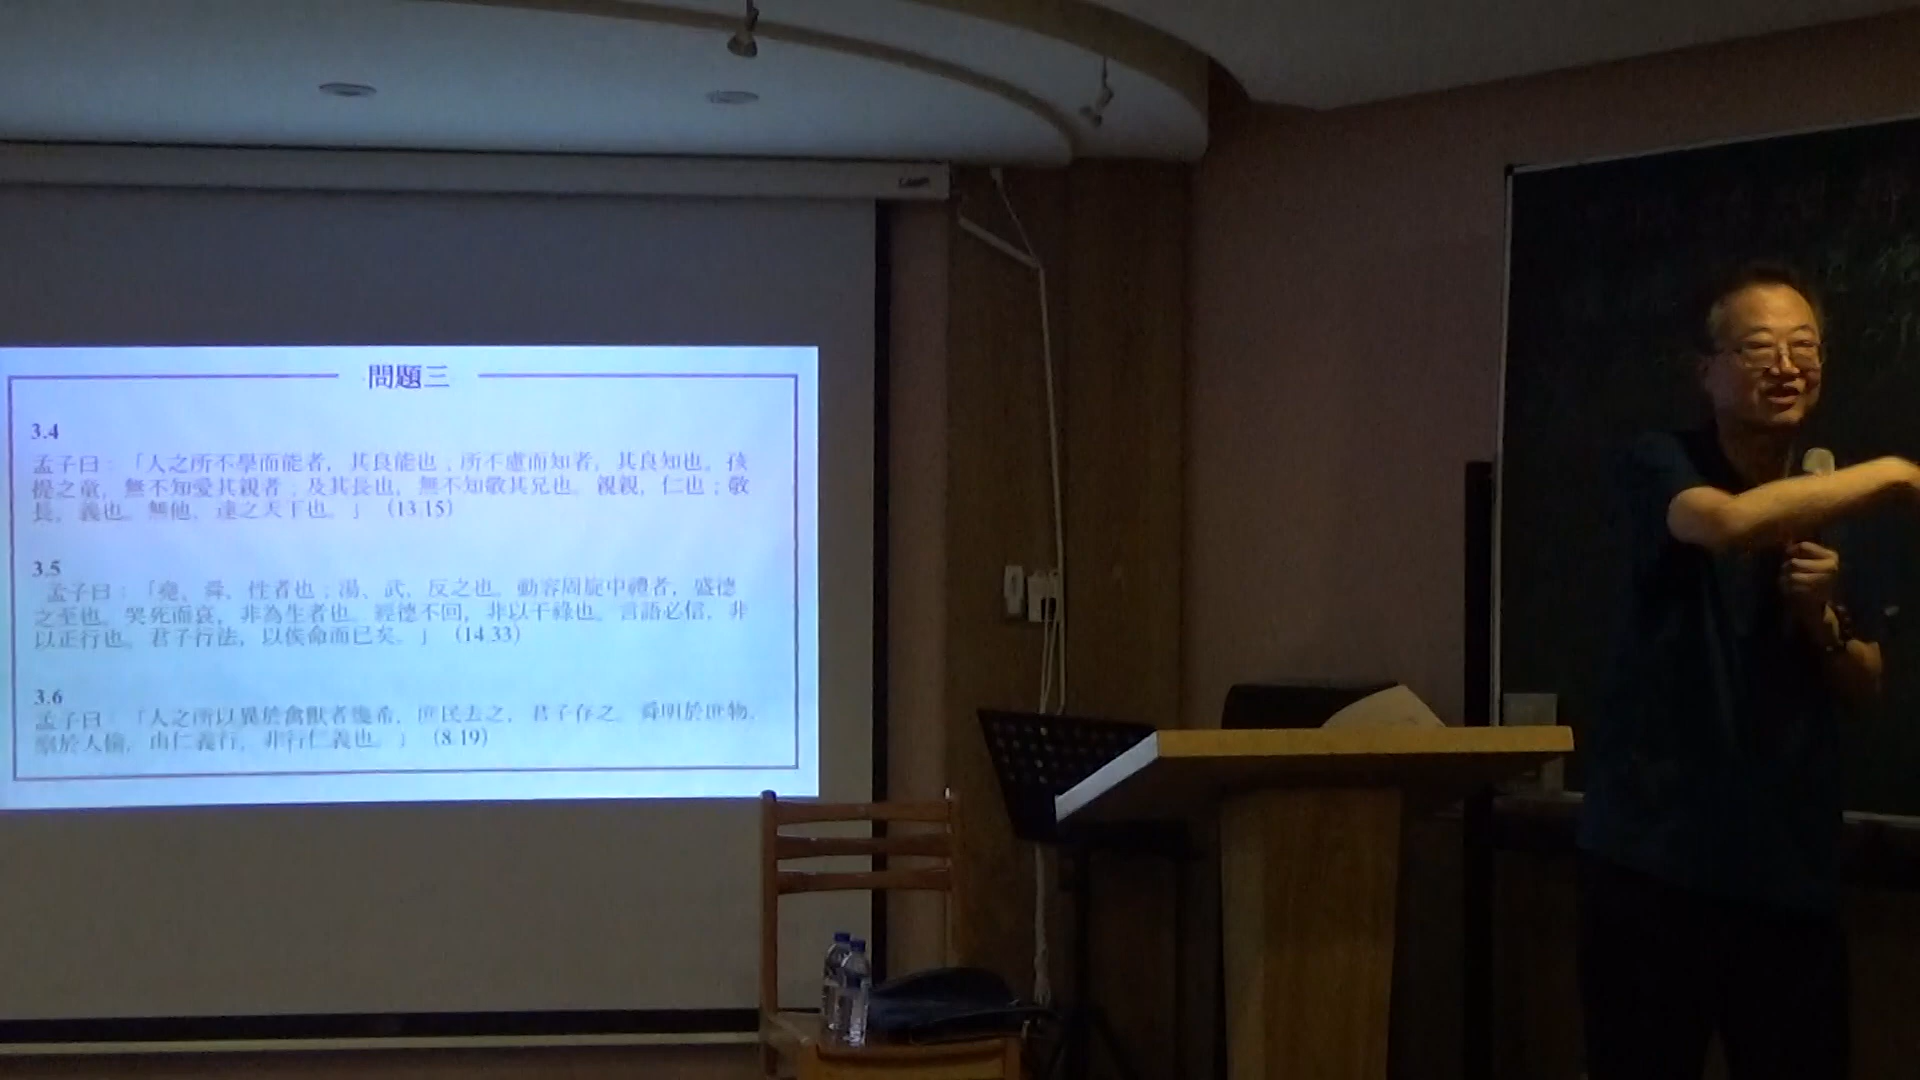 問題三
3.4
孟子曰：「人之所不學而能者，其良能也；所不慮而知者，其良知也。孩
提之童，無不知愛其親者；及其長也，無不知敬其兄也。親親，仁也；敬
長，義也。無他，達之天下也。」（13.15）
3.5
孟子曰：「堯、舜，性者也；湯、武，反之也。動容周旋中禮者，盛德
之至也。哭死而哀，非為生者也。經德不回，非以干祿也。言語必信，非
以正行也。君子行法，以俟命而已矣。」（14.33）
3.6
孟子曰：「人之所以異於禽獸者幾希，庶民去之，君子存之。舜明於庶物，
察於人倫，由仁義行，非行仁義也。」（8.19）